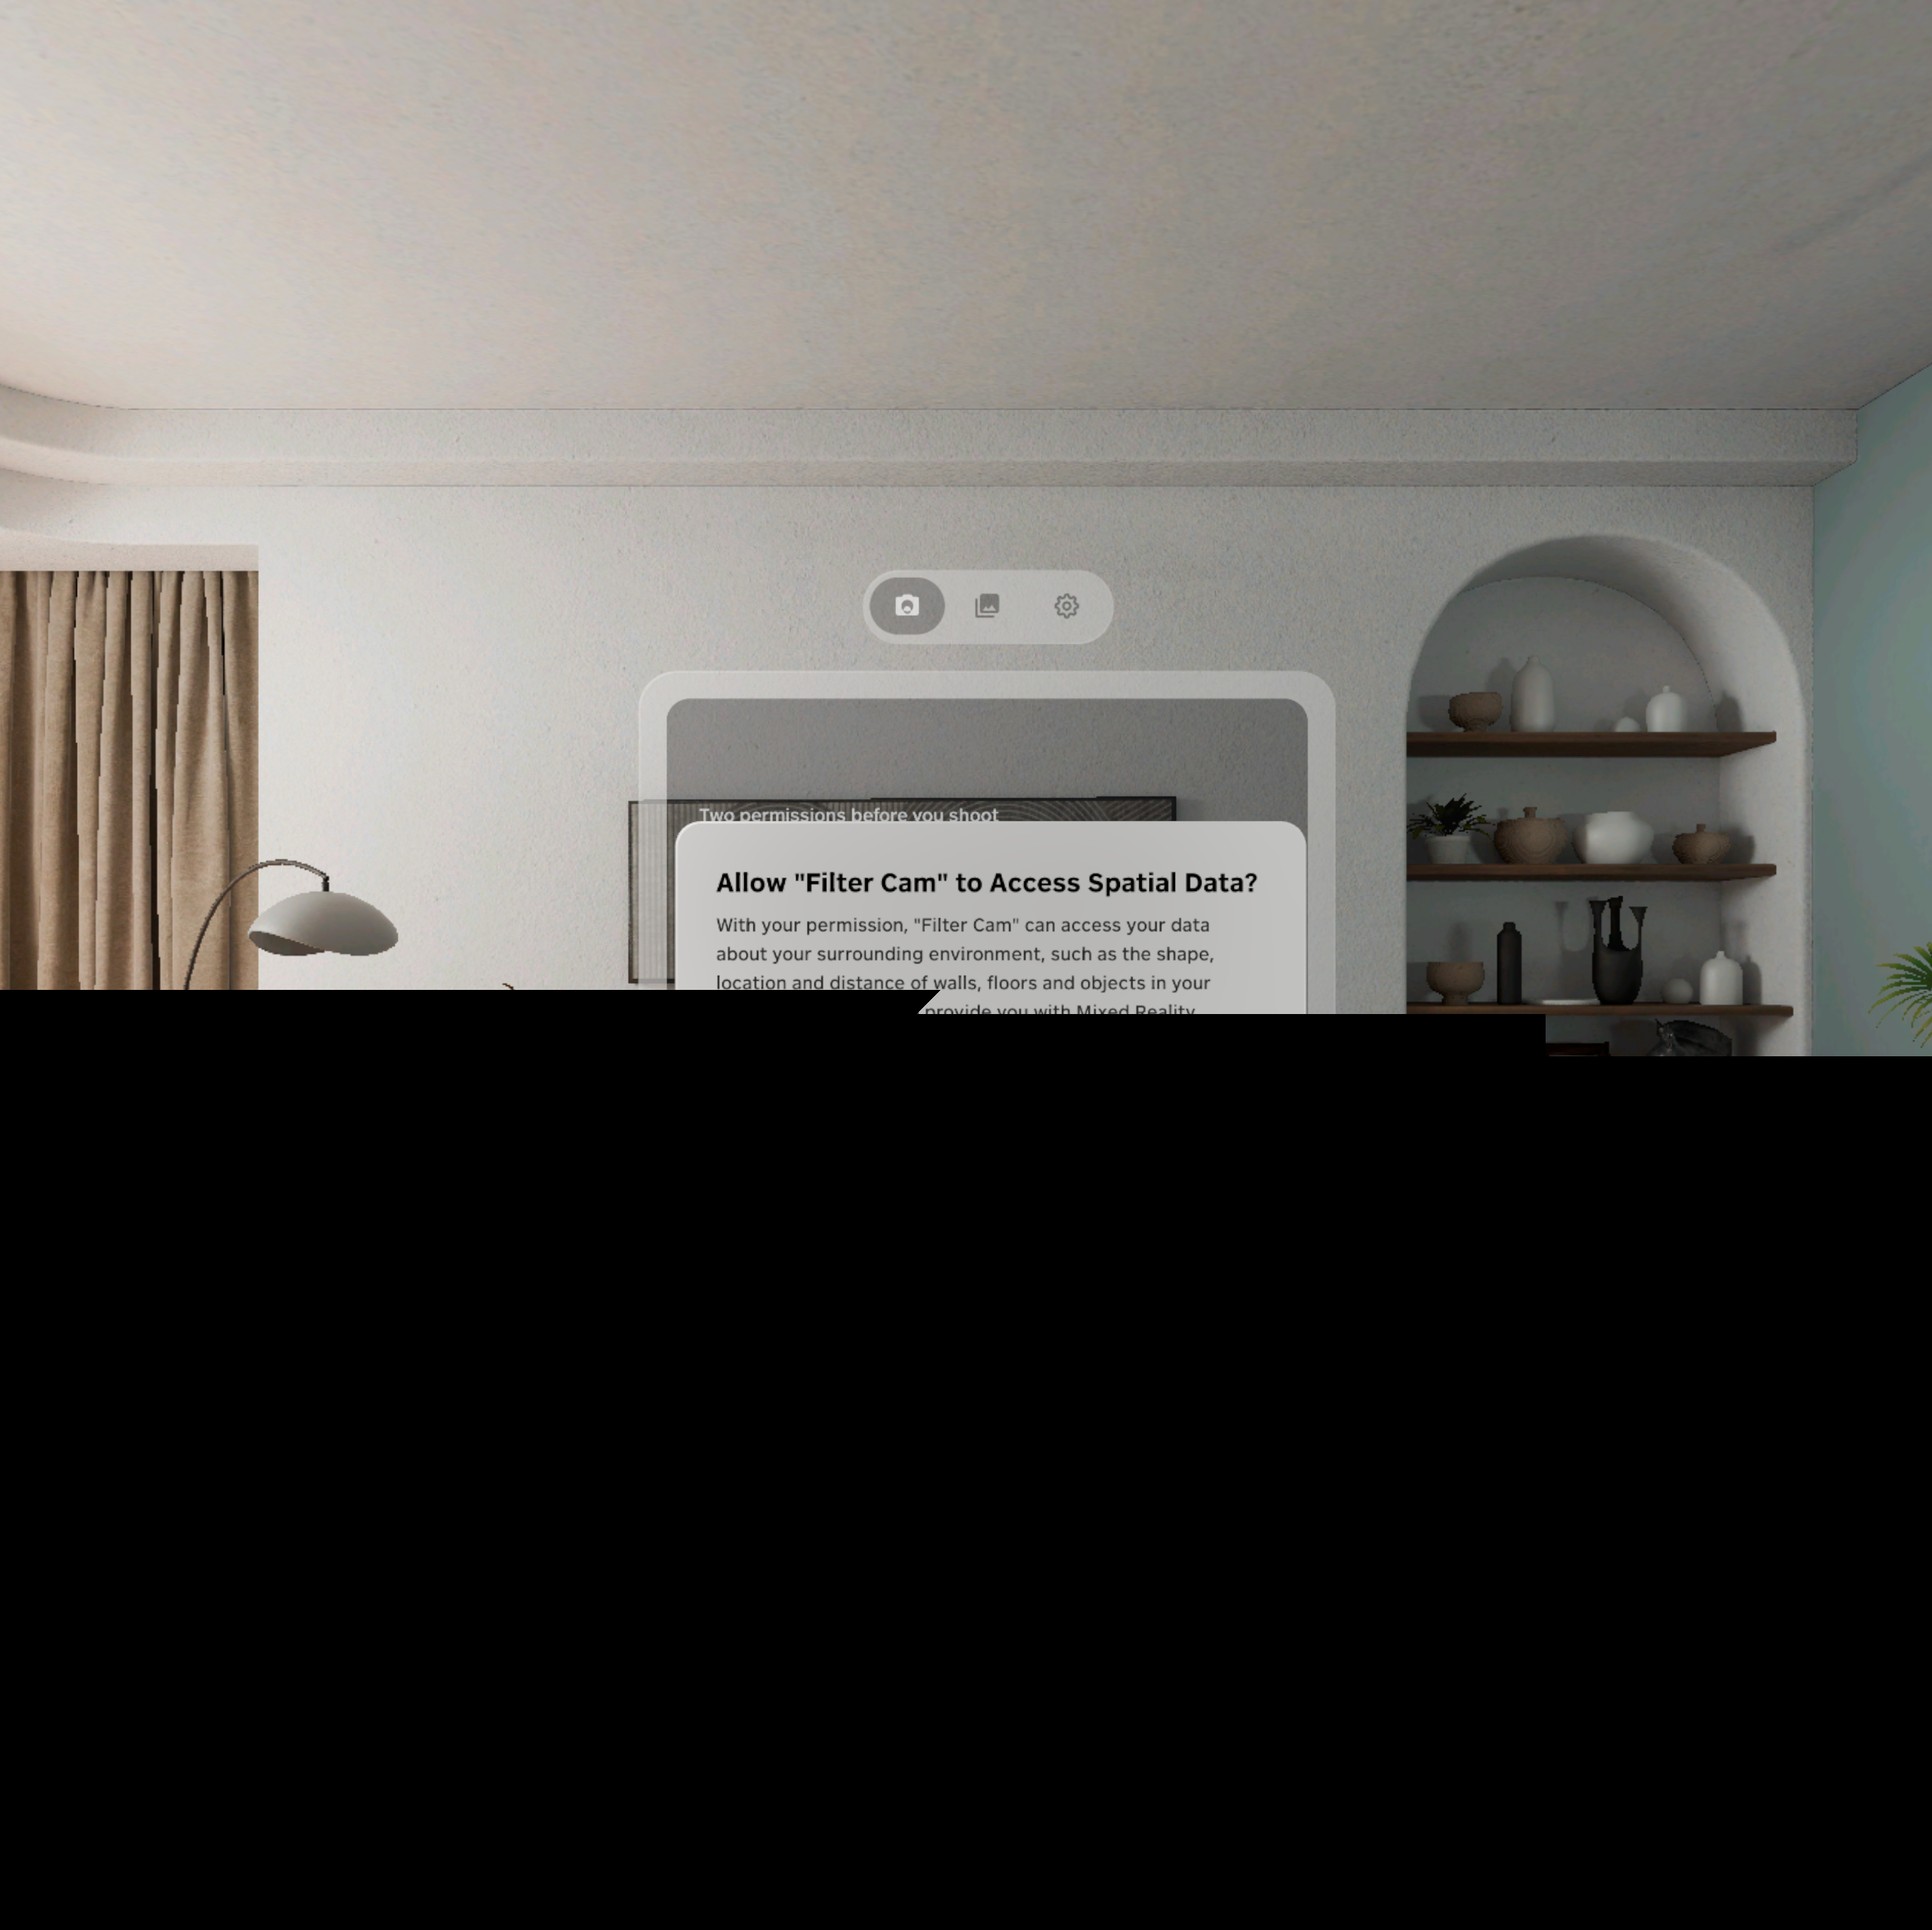 Two permissions before you shoot
Allow "Filter Cam" to Access Spatial Data?
With your permission, "Filter Cam" can access your data
about your surrounding environment, such as the shape,
location and distance of walls, floors and objects in your
provide you with Mixed Reality